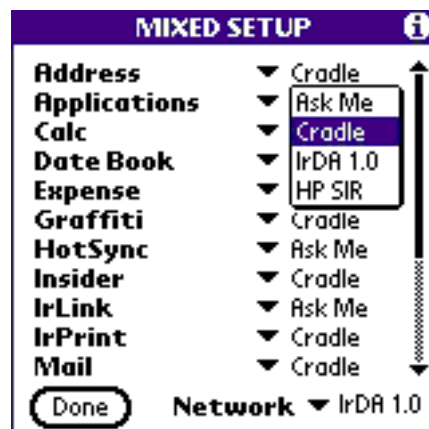 MIXED SETUP i
Address Cradle
Applications Ask Me
Calc Cradle
Date Book IrDA 1.0
Expense HP SIR
Graffiti Cradle
HotSync Ask Me
Insider Cradle
IrLink Ask Me
IrPrint Cradle
Mail Cradle
Done Network IrDA 1.0